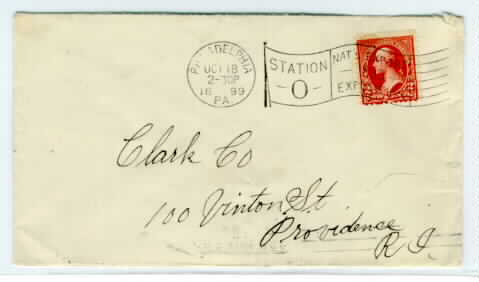 PHILADELPHIA
OCT 18
2-30P
18 99
PA
STATION
O
NAT
EXP
Clark Co
100 Vinton St
Providence
R I